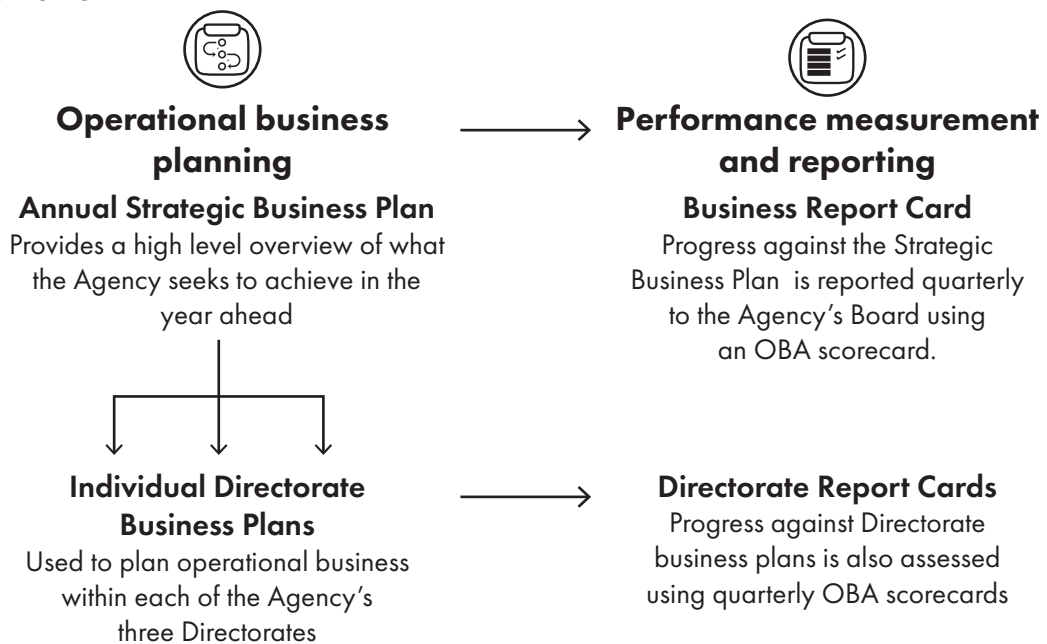 Operational business
planning
Annual Strategic Business Plan
Provides a high level overview of what
the Agency seeks to achieve in the
year ahead
Performance measurement
and reporting
Business Report Card
Progress against the Strategic
Business Plan  is reported quarterly
to the Agency’s Board using
an OBA scorecard.
Individual Directorate
Business Plans
Used to plan operational business
within each of the Agency’s
three Directorates
Directorate Report Cards
Progress against Directorate
business plans is also assessed
using quarterly OBA scorecards